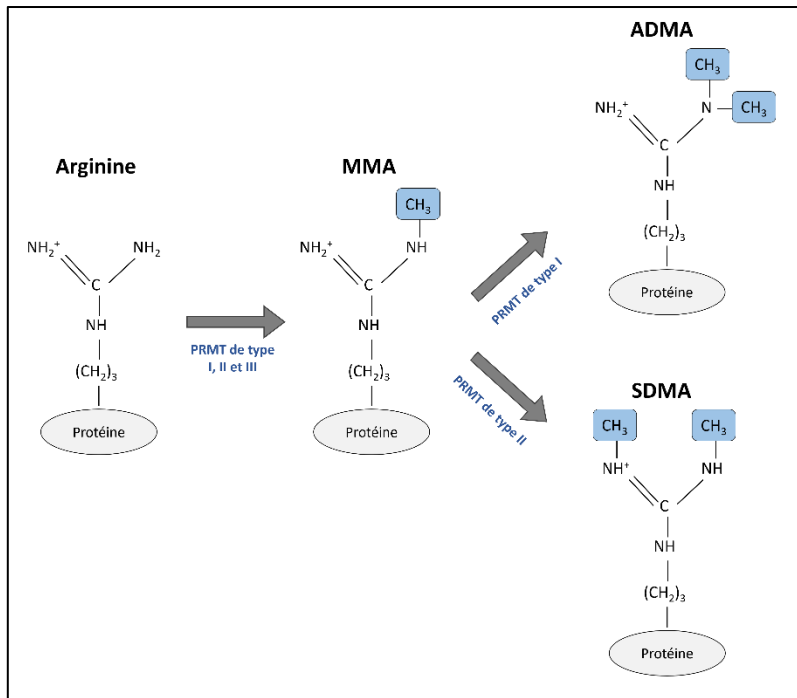 Arginine
NH₂⁺
NH₂
C
NH
(CH₂)₃
Protéine
PRMT de type
I, II et III
MMA
CH₃
NH₂⁺
NH
C
NH
(CH₂)₃
Protéine
PRMT de type I
PRMT de type II
ADMA
CH₃
NH₂⁺
N
CH₃
C
NH
(CH₂)₃
Protéine
SDMA
CH₃
CH₃
NH⁺
NH
C
NH
(CH₂)₃
Protéine